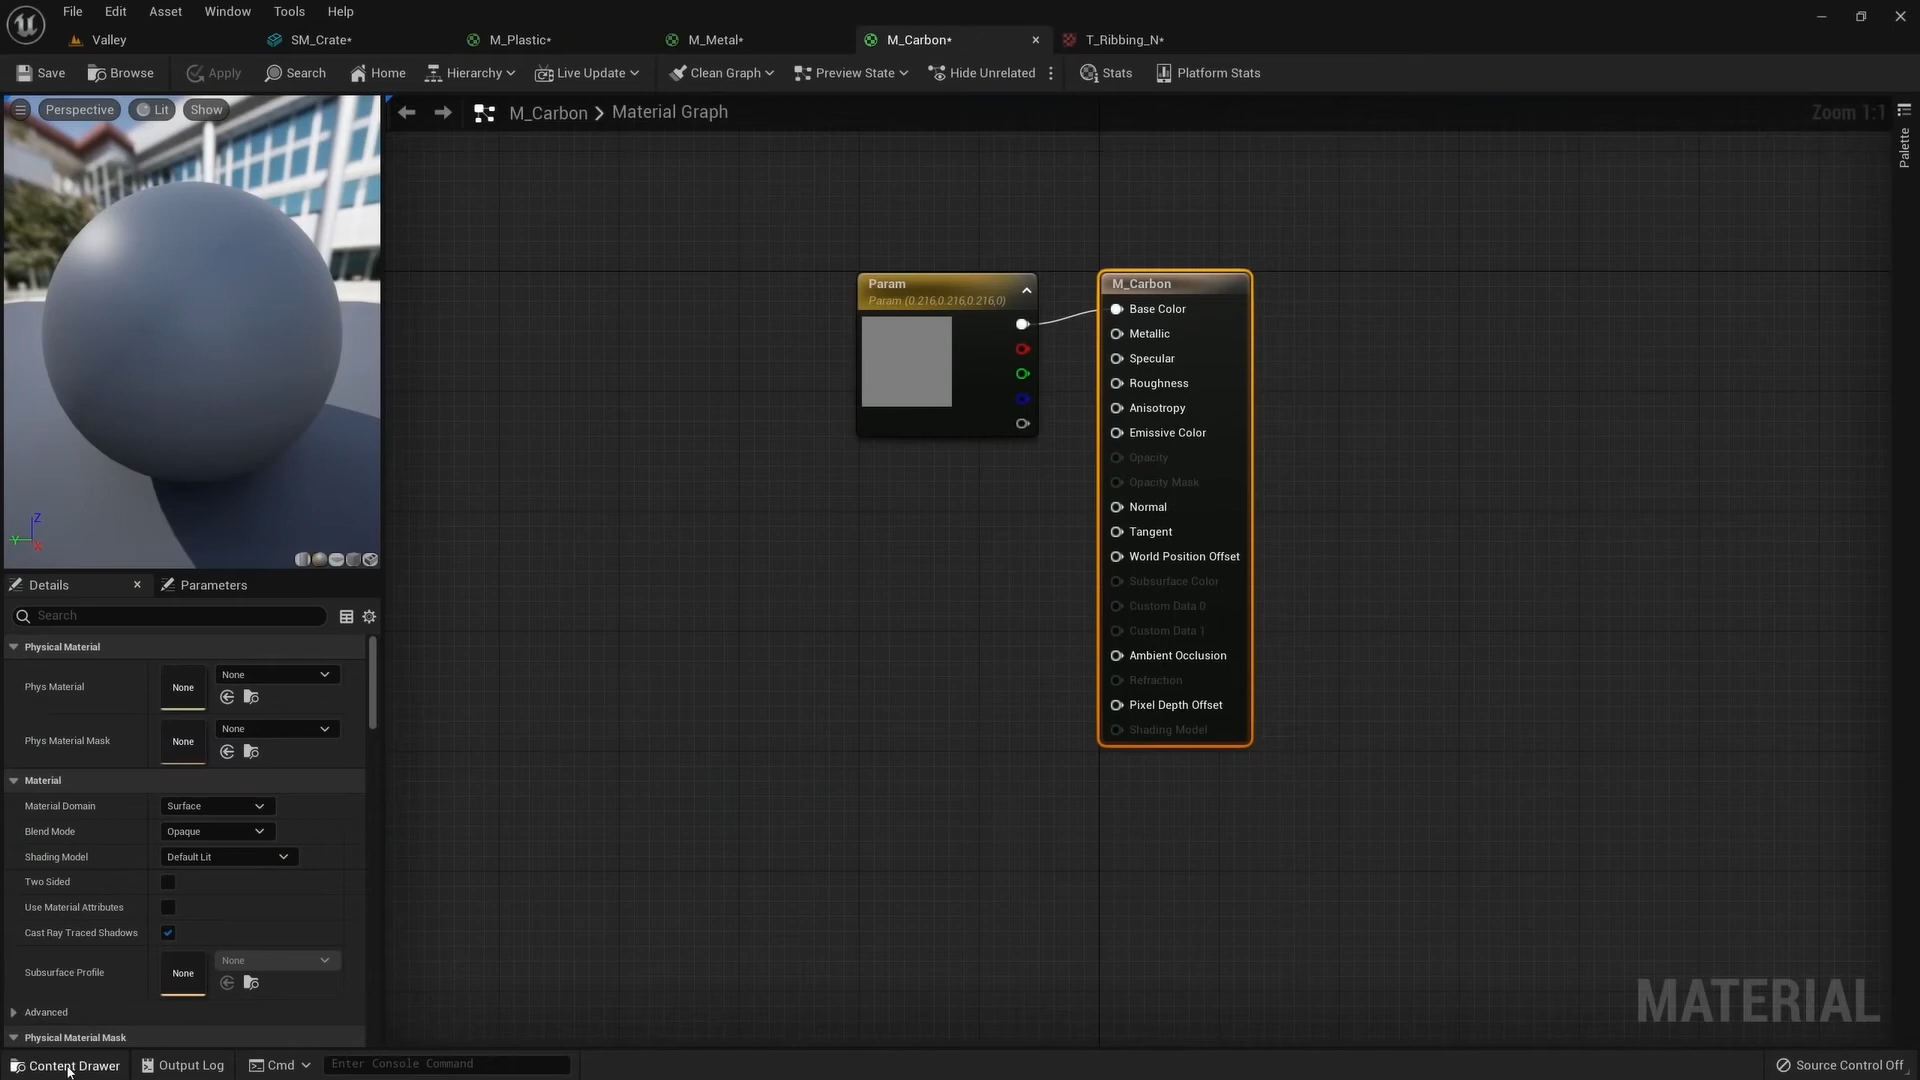 File Edit Asset Window Tools Help
Valley SM_Crate* M_Plastic* M_Metal* M_Carbon* T_Ribbing_N*
Save Browse Apply Search Home Hierarchy Live Update Clean Graph Preview State Hide Unrelated Stats Platform Stats
Perspective Lit Show
M_Carbon Material Graph
Zoom 1:1
Palette
Param
Param (0.216,0.216,0.216,0)
M_Carbon
Base Color
Metallic
Specular
Roughness
Anisotropy
Emissive Color
Opacity
Opacity Mask
Normal
Tangent
World Position Offset
Subsurface Color
Custom Data 0
Custom Data 1
Ambient Occlusion
Refraction
Pixel Depth Offset
Shading Model
Z
Y
X
Details Parameters
Search
Physical Material
Phys Material None None
Phys Material Mask None None
Material
Material Domain Surface
Blend Mode Opaque
Shading Model Default Lit
Two Sided
Use Material Attributes
Cast Ray Traced Shadows
Subsurface Profile None None
Advanced
Physical Material Mask
MATERIAL
Content Drawer Output Log Cmd Enter Console Command Source Control Off